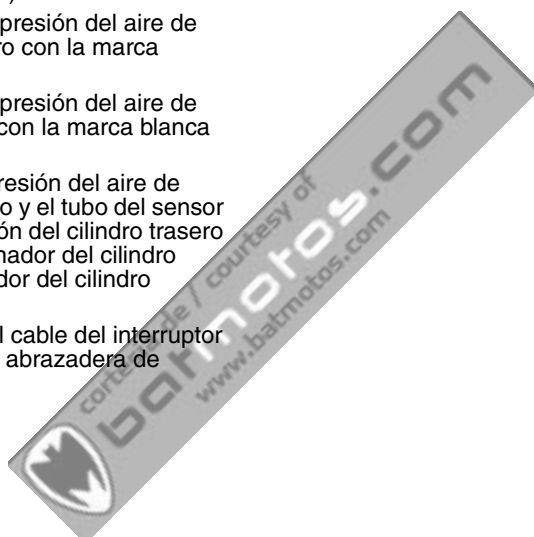 presión del aire de
ro con la marca
presión del aire de
con la marca blanca
resión del aire de
o y el tubo del sensor
ón del cilindro trasero
nador del cilindro
dor del cilindro
l cable del interruptor
abrazadera de
cortesía de / courtesy of
batmotos.com
www.batmotos.com